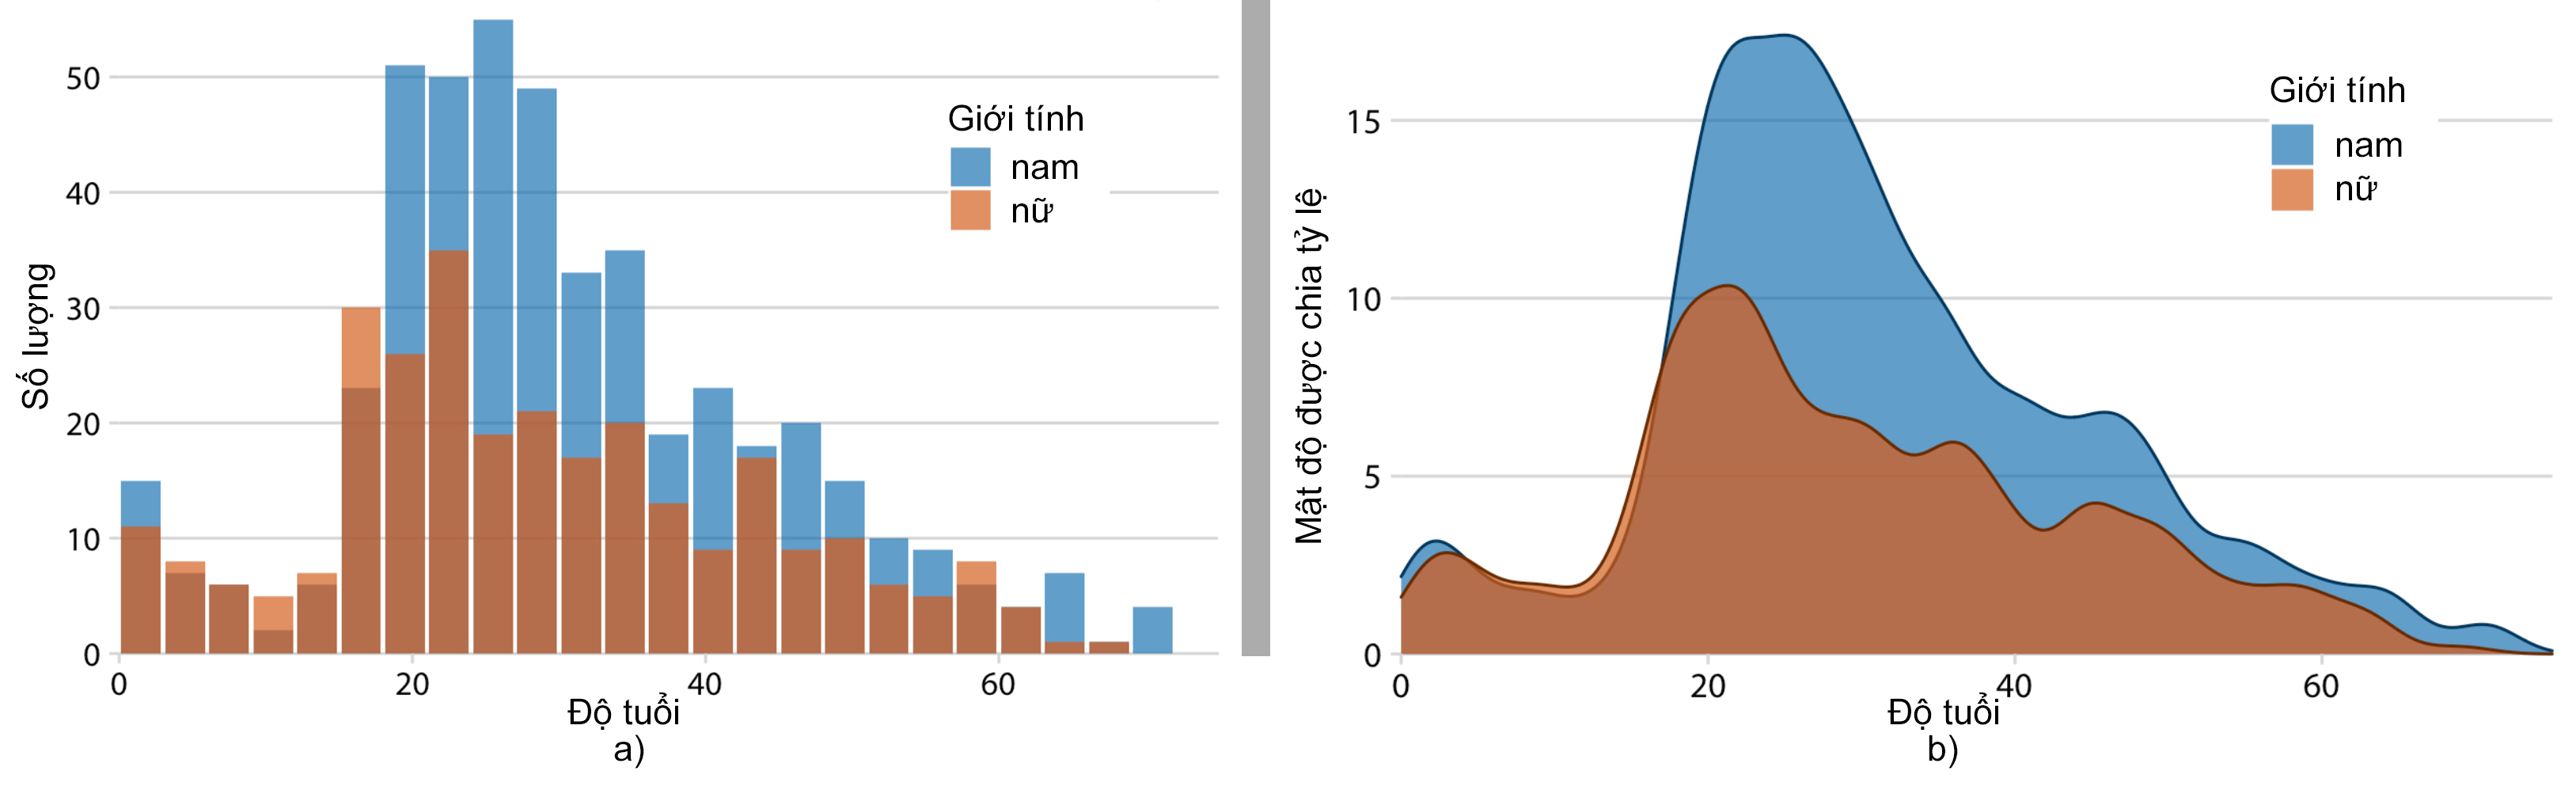 Số lượng
50
40
30
20
10
0
0 20 40 60
Độ tuổi
a)
Giới tính
nam
nữ
Mật độ được chia tỷ lệ
15
10
5
0
0 20 40 60
Độ tuổi
b)
Giới tính
nam
nữ